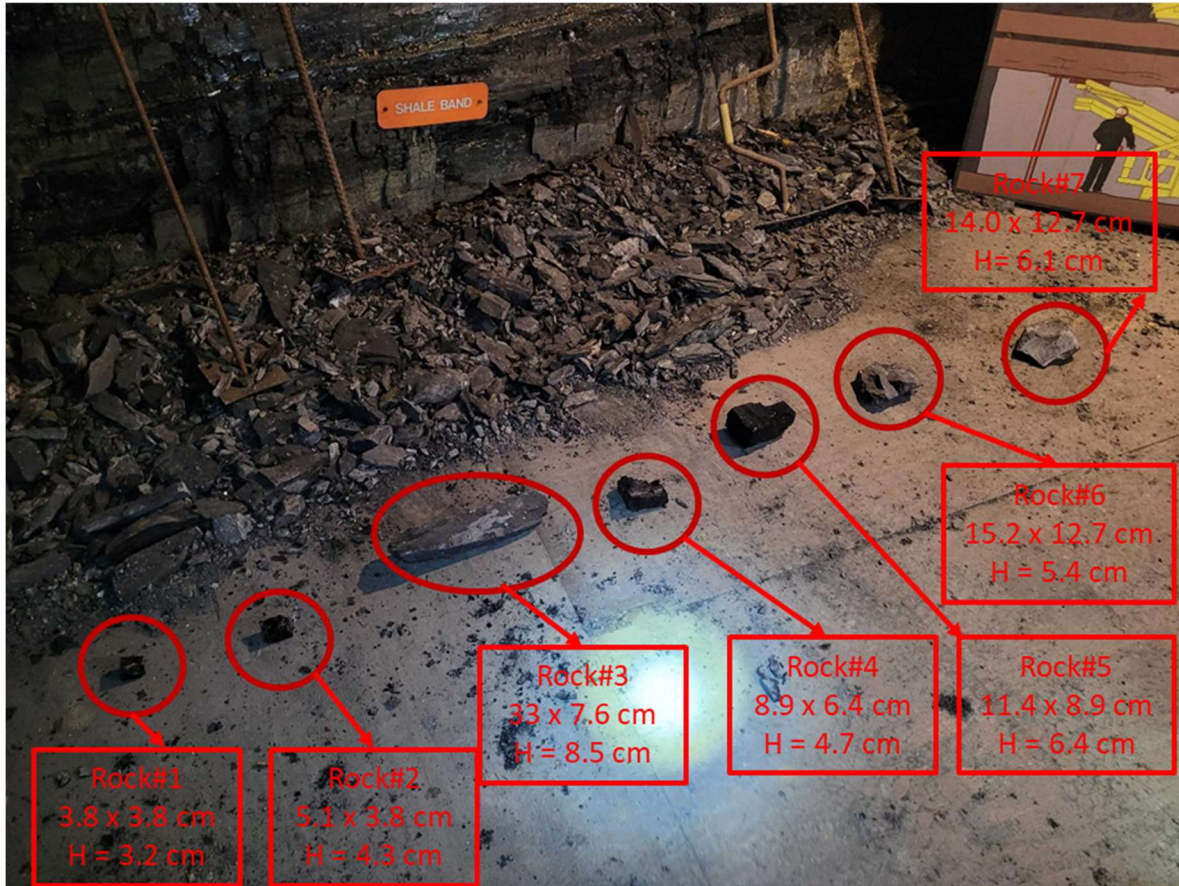 SHALE BAND
Rock#7
14.0 x 12.7 cm
H= 6.1 cm
Rock#6
15.2 x 12.7 cm
H = 5.4 cm
Rock#3
33 x 7.6 cm
H = 8.5 cm
Rock#4
8.9 x 6.4 cm
H = 4.7 cm
Rock#5
11.4 x 8.9 cm
H = 6.4 cm
Rock#1
3.8 x 3.8 cm
H = 3.2 cm
Rock#2
5.1 x 3.8 cm
H = 4.3 cm